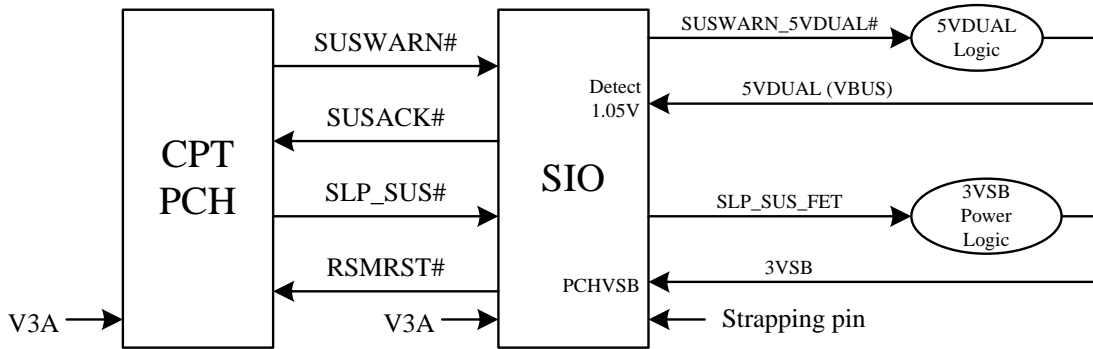 SUSWARN#
SUSACK#
SLP_SUS#
RSMRST#
CPT
PCH
V3A
V3A
SIO
Detect
1.05V
PCHVSB
SUSWARN_5VDUAL#
5VDUAL
Logic
5VDUAL (VBUS)
SLP_SUS_FET
3VSB
Power
Logic
3VSB
Strapping pin